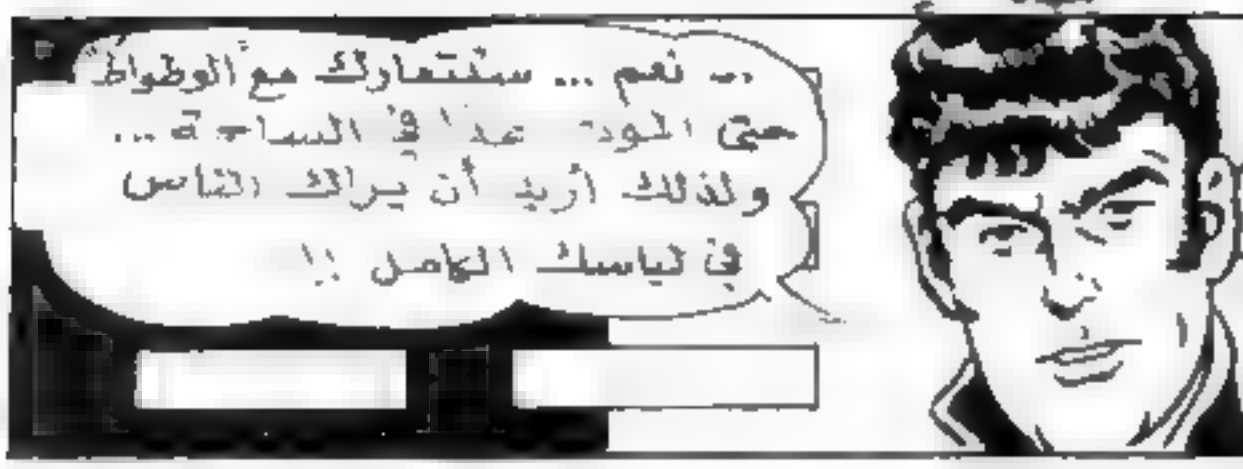 .. نعم ... ستتعارك مع "الوطواط"
حتى الموت غدا في الساحة ...
ولذلك أريد أن يراك الناس
في لباسك الكامل !!